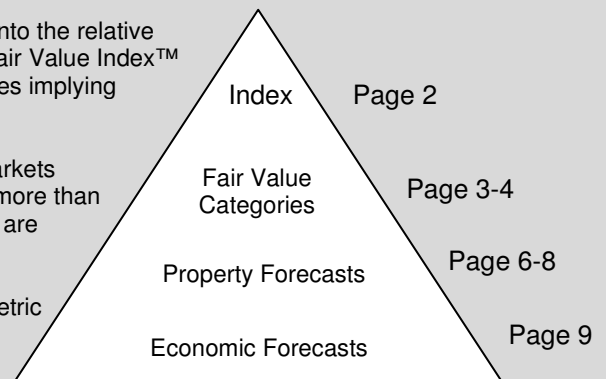 nto the relative
air Value Index™
es implying
Index
Page 2
arkets
more than
are
Fair Value
Categories
Page 3-4
Property Forecasts
Page 6-8
etric
Economic Forecasts
Page 9